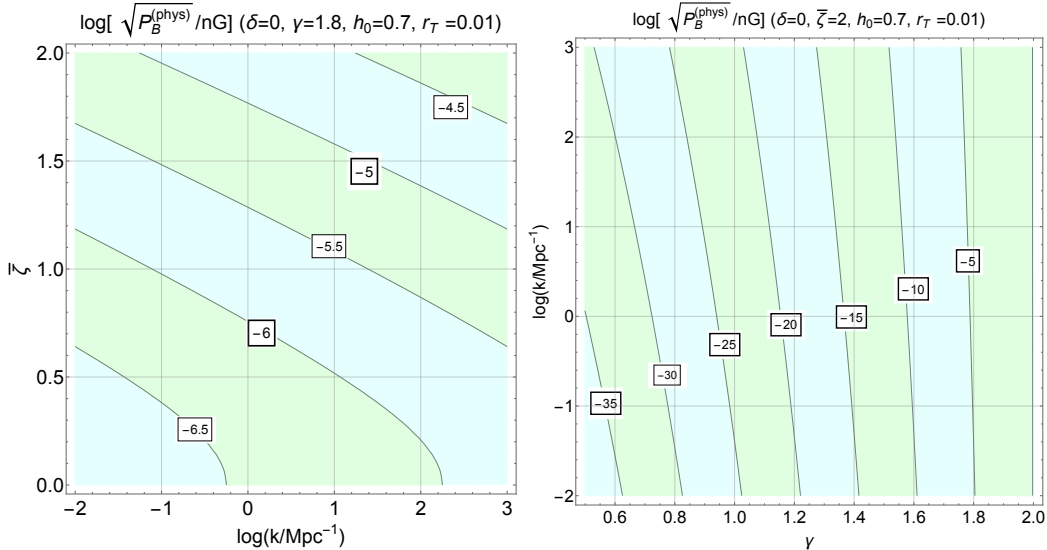 log[ √P_B^(phys) /nG] (δ=0, γ=1.8, h₀=0.7, r_T =0.01)
2.0
1.5
1.0
0.5
0.0
ζ̅
−4.5
−5
−5.5
−6
−6.5
−2 −1 0 1 2 3
log(k/Mpc⁻¹)
log[ √P_B^(phys) /nG] (δ=0, ζ̅=2, h₀=0.7, r_T =0.01)
3
2
1
0
−1
−2
log(k/Mpc⁻¹)
−5
−10
−15
−20
−25
−30
−35
0.6 0.8 1.0 1.2 1.4 1.6 1.8 2.0
γ